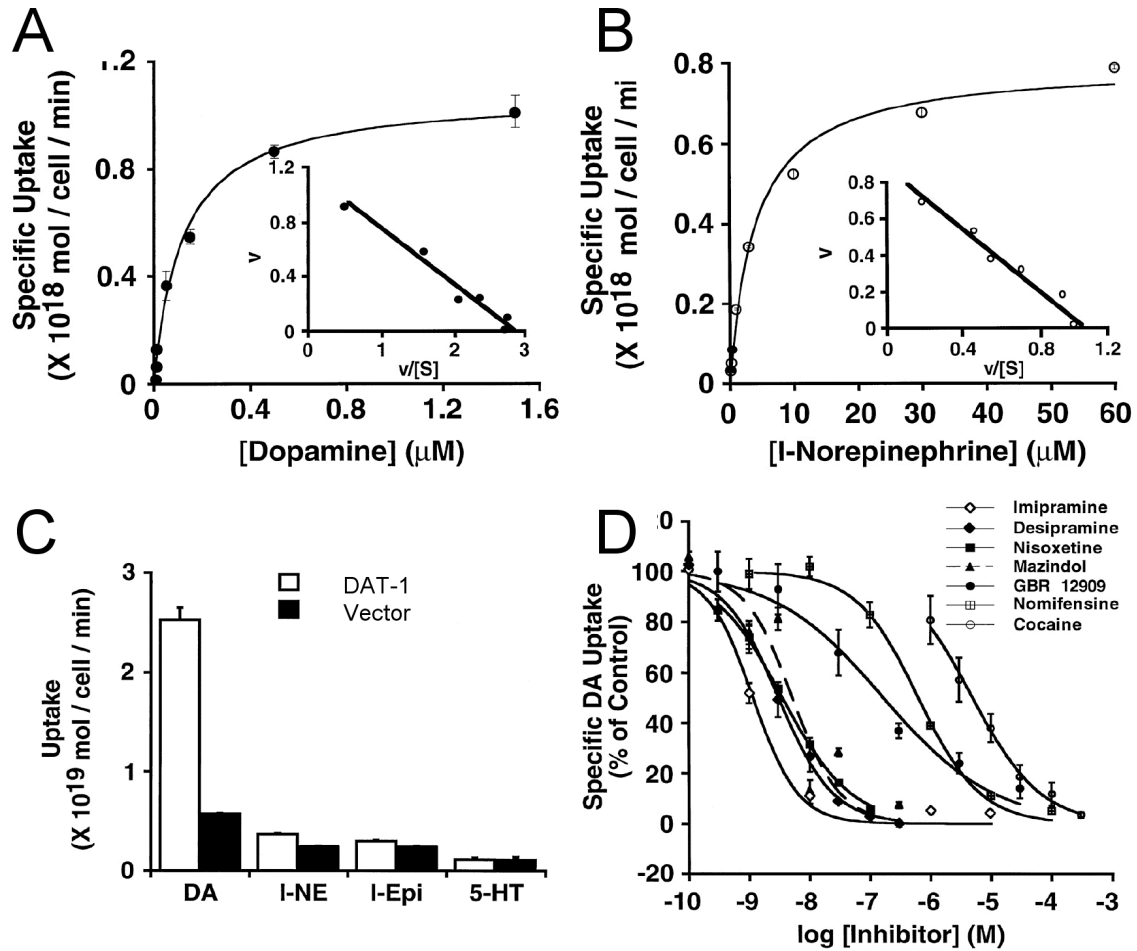 A
1.2
0.8
0.4
0
Specific Uptake
(X 10^18 mol / cell / min)
0 0.4 0.8 1.2 1.6
[Dopamine] (μM)
1.2
0.8
0.4
0
v
0 1 2 3
v/[S]
B
0.8
0.6
0.4
0.2
0
Specific Uptake
(X 10^18 mol / cell / mi
0 10 20 30 40 50 60
[l-Norepinephrine] (μM)
0.8
0.6
0.4
0.2
0
v
0 0.4 0.8 1.2
v/[S]
C
3
2
1
0
Uptake
(X 10^19 mol / cell / min)
DAT-1
Vector
DA l-NE l-Epi 5-HT
D
Imipramine
Desipramine
Nisoxetine
Mazindol
GBR 12909
Nomifensine
Cocaine
0
100
80
60
40
20
0
-20
Specific DA Uptake
(% of Control)
-10 -9 -8 -7 -6 -5 -4 -3
log [Inhibitor] (M)